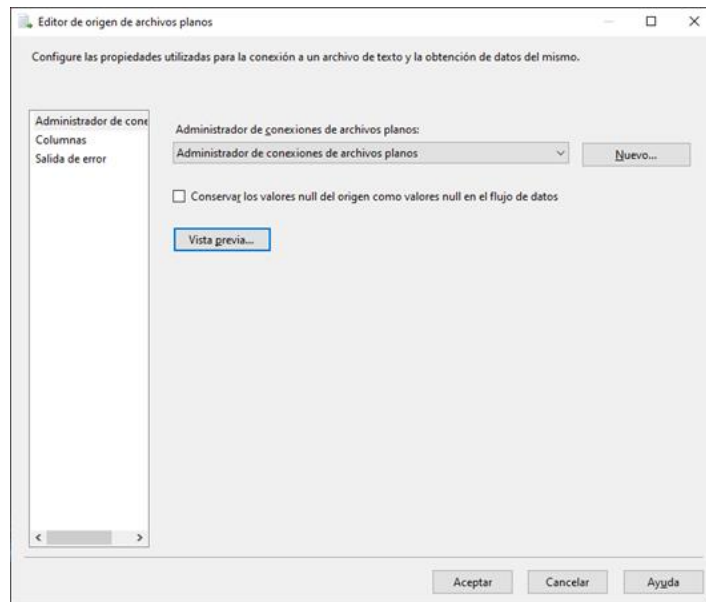 Editor de origen de archivos planos
Configure las propiedades utilizadas para la conexión a un archivo de texto y la obtención de datos del mismo.
Administrador de cone
Columnas
Salida de error
Administrador de conexiones de archivos planos:
Administrador de conexiones de archivos planos
Nuevo...
Conservar los valores null del origen como valores null en el flujo de datos
Vista previa...
Aceptar
Cancelar
Ayuda